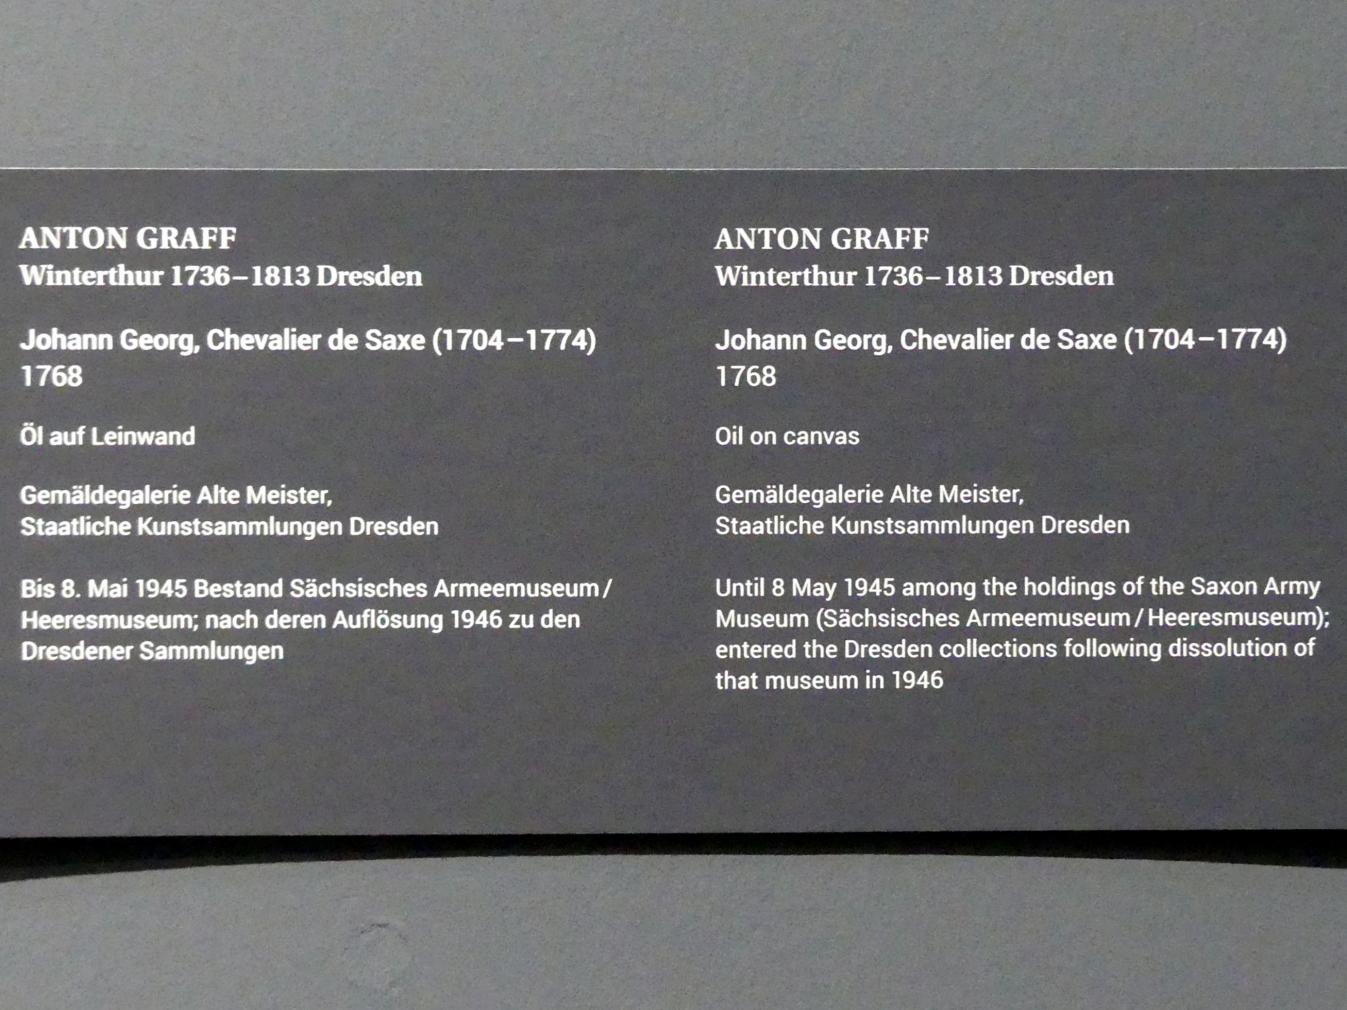 ANTON GRAFF
Winterthur 1736–1813 Dresden
Johann Georg, Chevalier de Saxe (1704–1774)
1768
Öl auf Leinwand
Gemäldegalerie Alte Meister,
Staatliche Kunstsammlungen Dresden
Bis 8. Mai 1945 Bestand Sächsisches Armeemuseum/
Heeresmuseum; nach deren Auflösung 1946 zu den
Dresdener Sammlungen
ANTON GRAFF
Winterthur 1736–1813 Dresden
Johann Georg, Chevalier de Saxe (1704–1774)
1768
Oil on canvas
Gemäldegalerie Alte Meister,
Staatliche Kunstsammlungen Dresden
Until 8 May 1945 among the holdings of the Saxon Army
Museum (Sächsisches Armeemuseum/Heeresmuseum);
entered the Dresden collections following dissolution of
that museum in 1946